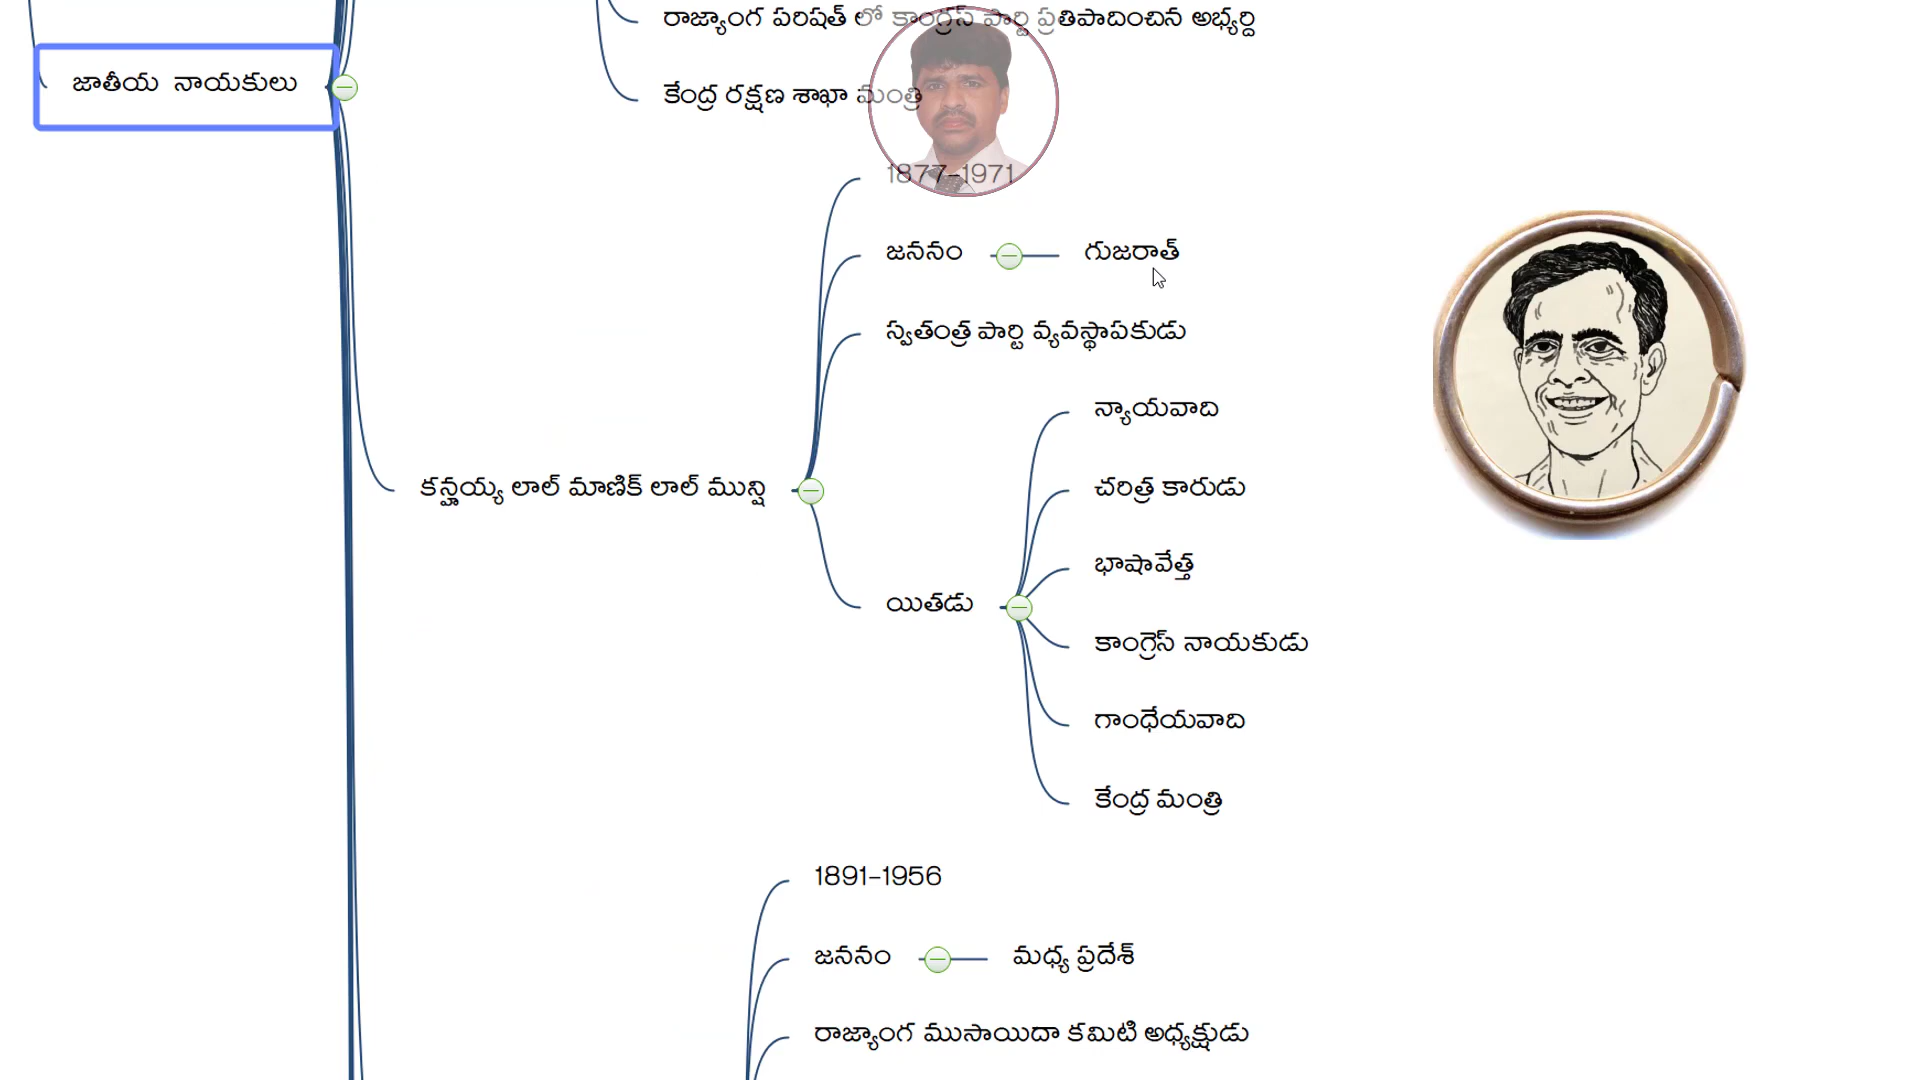 రాజ్యాంగ పరిషత్ లో కాంగ్రెస్ పార్టి ప్రతిపాదించిన అభ్యర్ది
జాతీయ నాయకులు
కేంద్ర రక్షణ శాఖా మంత్రి
1877-1971
జననం
గుజరాత్
స్వతంత్ర పార్టి వ్యవస్థాపకుడు
న్యాయవాది
కన్హయ్య లాల్ మాణిక్ లాల్ మున్షి
చరిత్ర కారుడు
భాషావేత్త
యితడు
కాంగ్రెస్ నాయకుడు
గాంధేయవాది
కేంద్ర మంత్రి
1891-1956
జననం
మధ్య ప్రదేశ్
రాజ్యాంగ ముసాయిదా కమిటి అధ్యక్షుడు